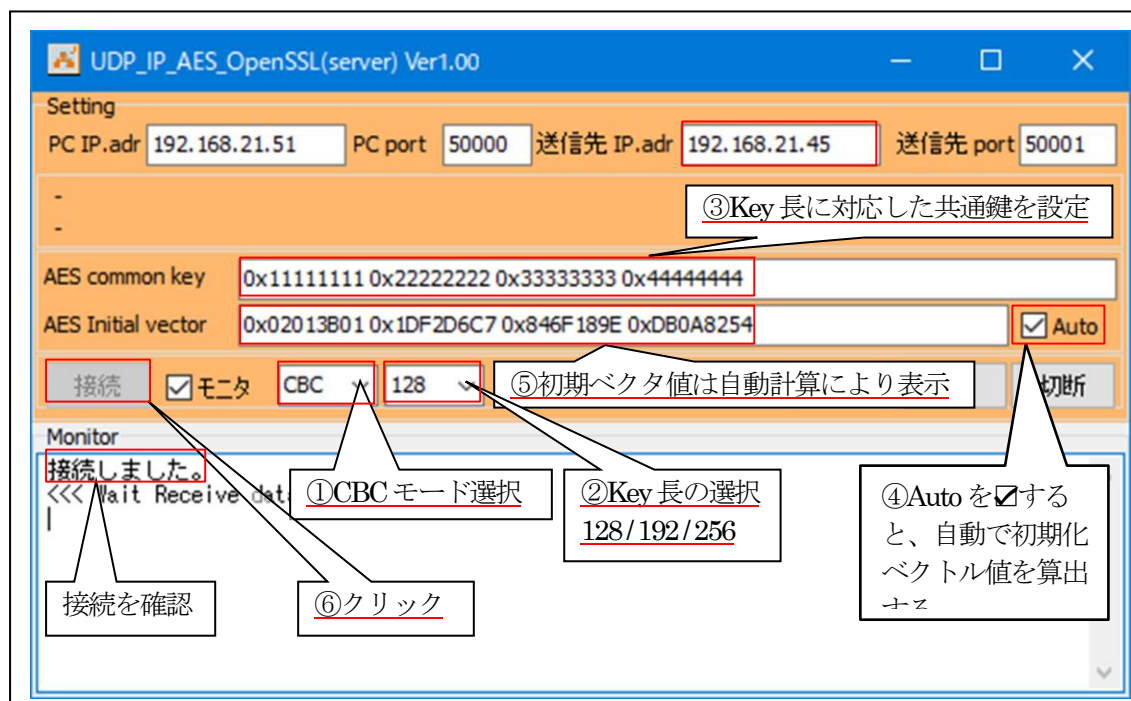 UDP_IP_AES_OpenSSL(server) Ver1.00
Setting
PC IP.adr 192.168.21.51 PC port 50000 送信先 IP.adr 192.168.21.45 送信先 port 50001
-
-
③Key 長に対応した共通鍵を設定
AES common key 0x11111111 0x22222222 0x33333333 0x44444444
AES Initial vector 0x02013B01 0x1DF2D6C7 0x846F189E 0xDB0A8254 Auto
接続 モニタ CBC 128 ⑤初期ベクタ値は自動計算により表示 切断
Monitor
接続しました。
<<< Wait Receive
①CBC モード選択
②Key 長の選択
128/192/256
④Auto を☑する
と、自動で初期化
ベクトル値を算出
する
接続を確認
⑥クリック